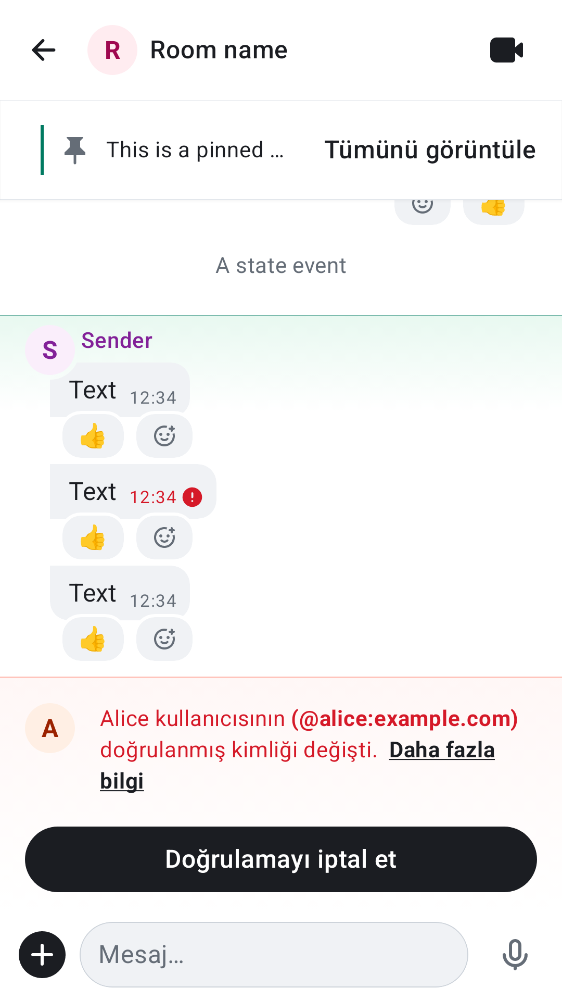 R Room name
This is a pinned … Tümünü görüntüle
A state event
S Sender
Text 12:34
Text 12:34
Text 12:34
A Alice kullanıcısının (@alice:example.com)
doğrulanmış kimliği değişti. Daha fazla
bilgi
Doğrulamayı iptal et
Mesaj…